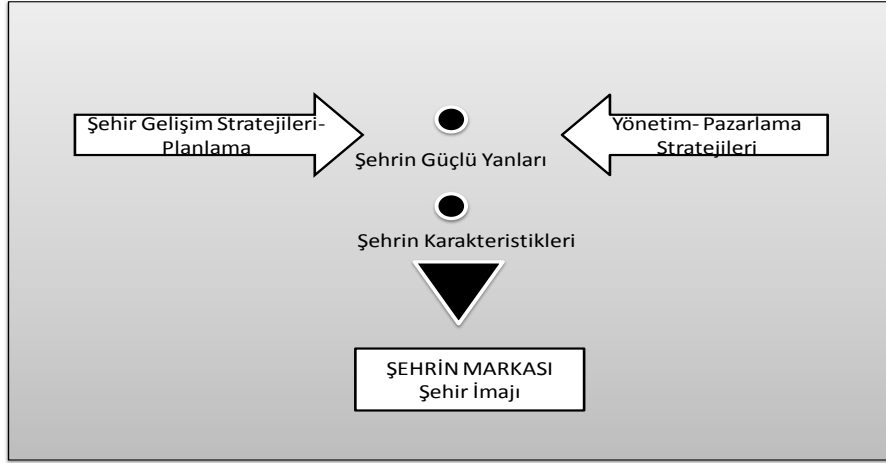 Şehir Gelişim Stratejileri-
Planlama
Yönetim- Pazarlama
Stratejileri
Şehrin Güçlü Yanları
Şehrin Karakteristikleri
ŞEHRİN MARKASI
Şehir İmajı